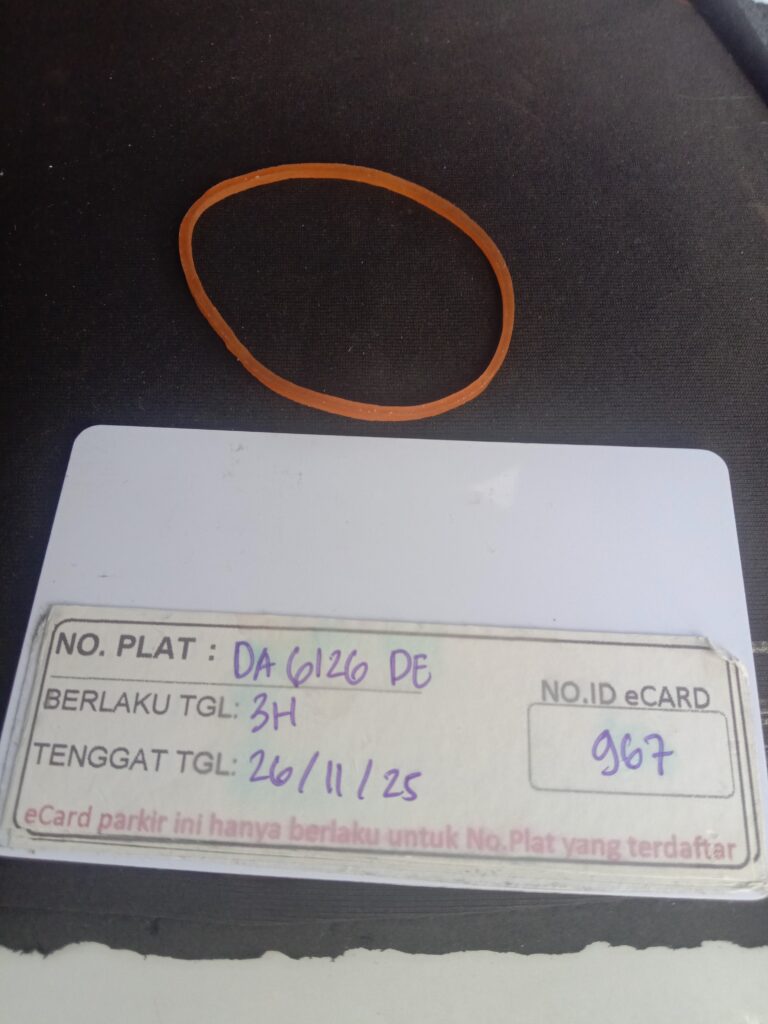 NO. PLAT : DA 6126 DE
BERLAKU TGL: 3H
TENGGAT TGL: 26/11/25
NO.ID eCARD
967
eCard parkir ini hanya berlaku untuk No.Plat yang terdaftar